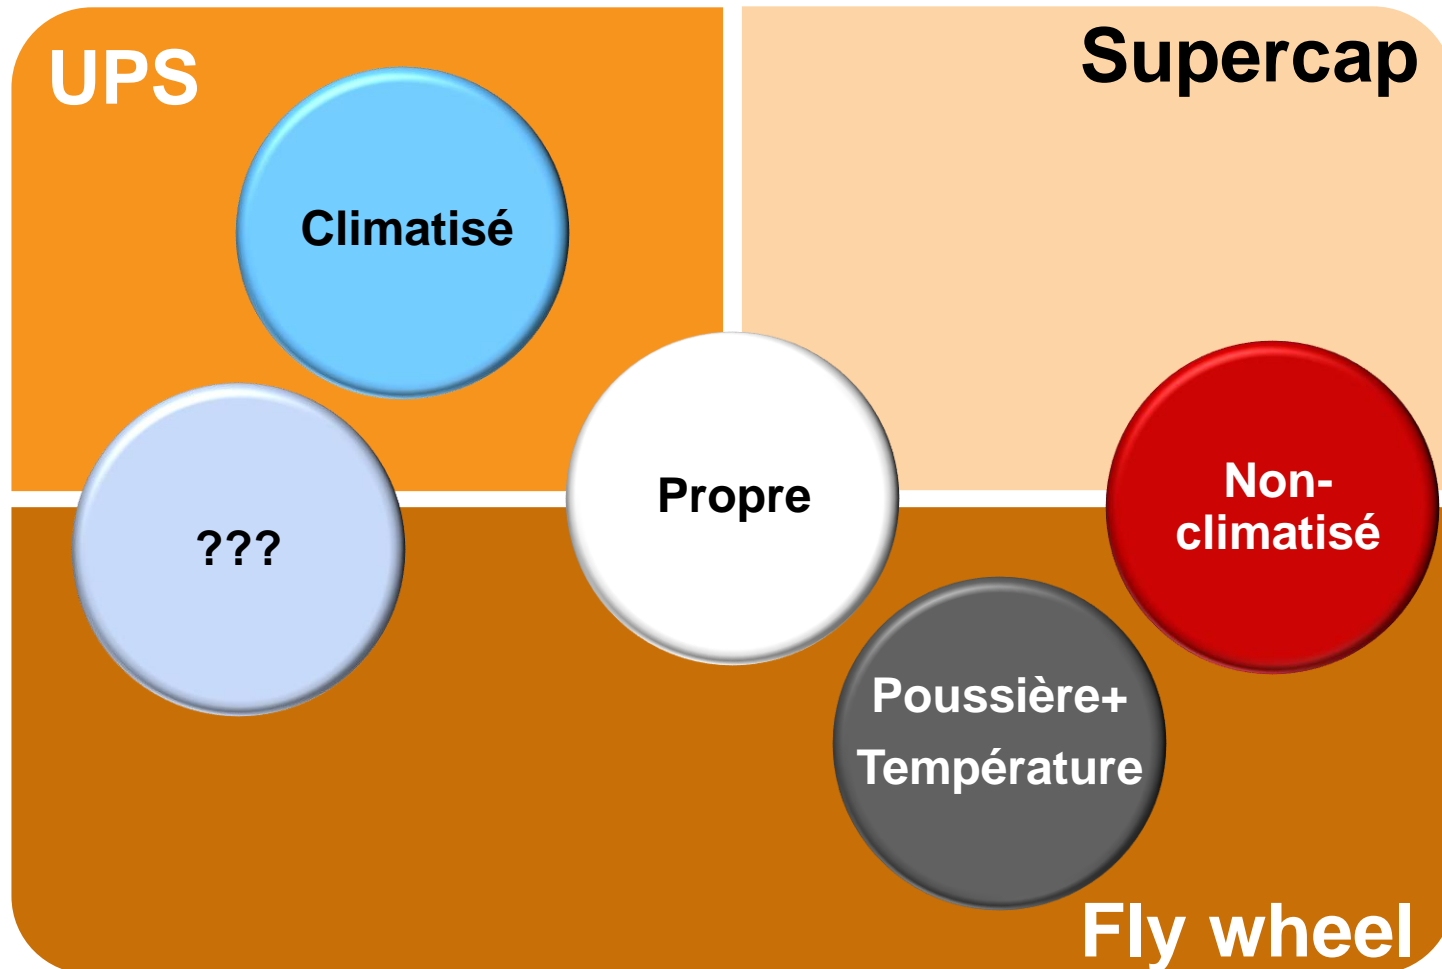 UPS
Supercap
Climatisé
Propre
Non-
climatisé
???
Poussière+
Température
Fly wheel